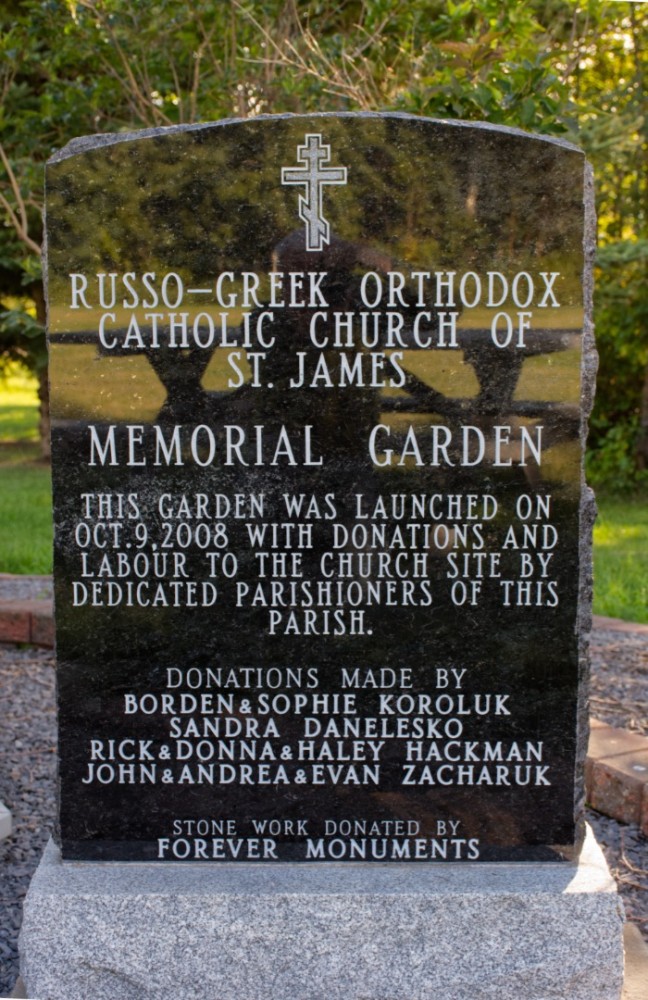 RUSSO-GREEK ORTHODOX
CATHOLIC CHURCH OF
ST. JAMES
MEMORIAL GARDEN
THIS GARDEN WAS LAUNCHED ON
OCT.9,2008 WITH DONATIONS AND
LABOUR TO THE CHURCH SITE BY
DEDICATED PARISHIONERS OF THIS
PARISH.
DONATIONS MADE BY
BORDEN&SOPHIE KOROLUK
SANDRA DANELESKO
RICK&DONNA&HALEY HACKMAN
JOHN&ANDREA&EVAN ZACHARUK
STONE WORK DONATED BY
FOREVER MONUMENTS